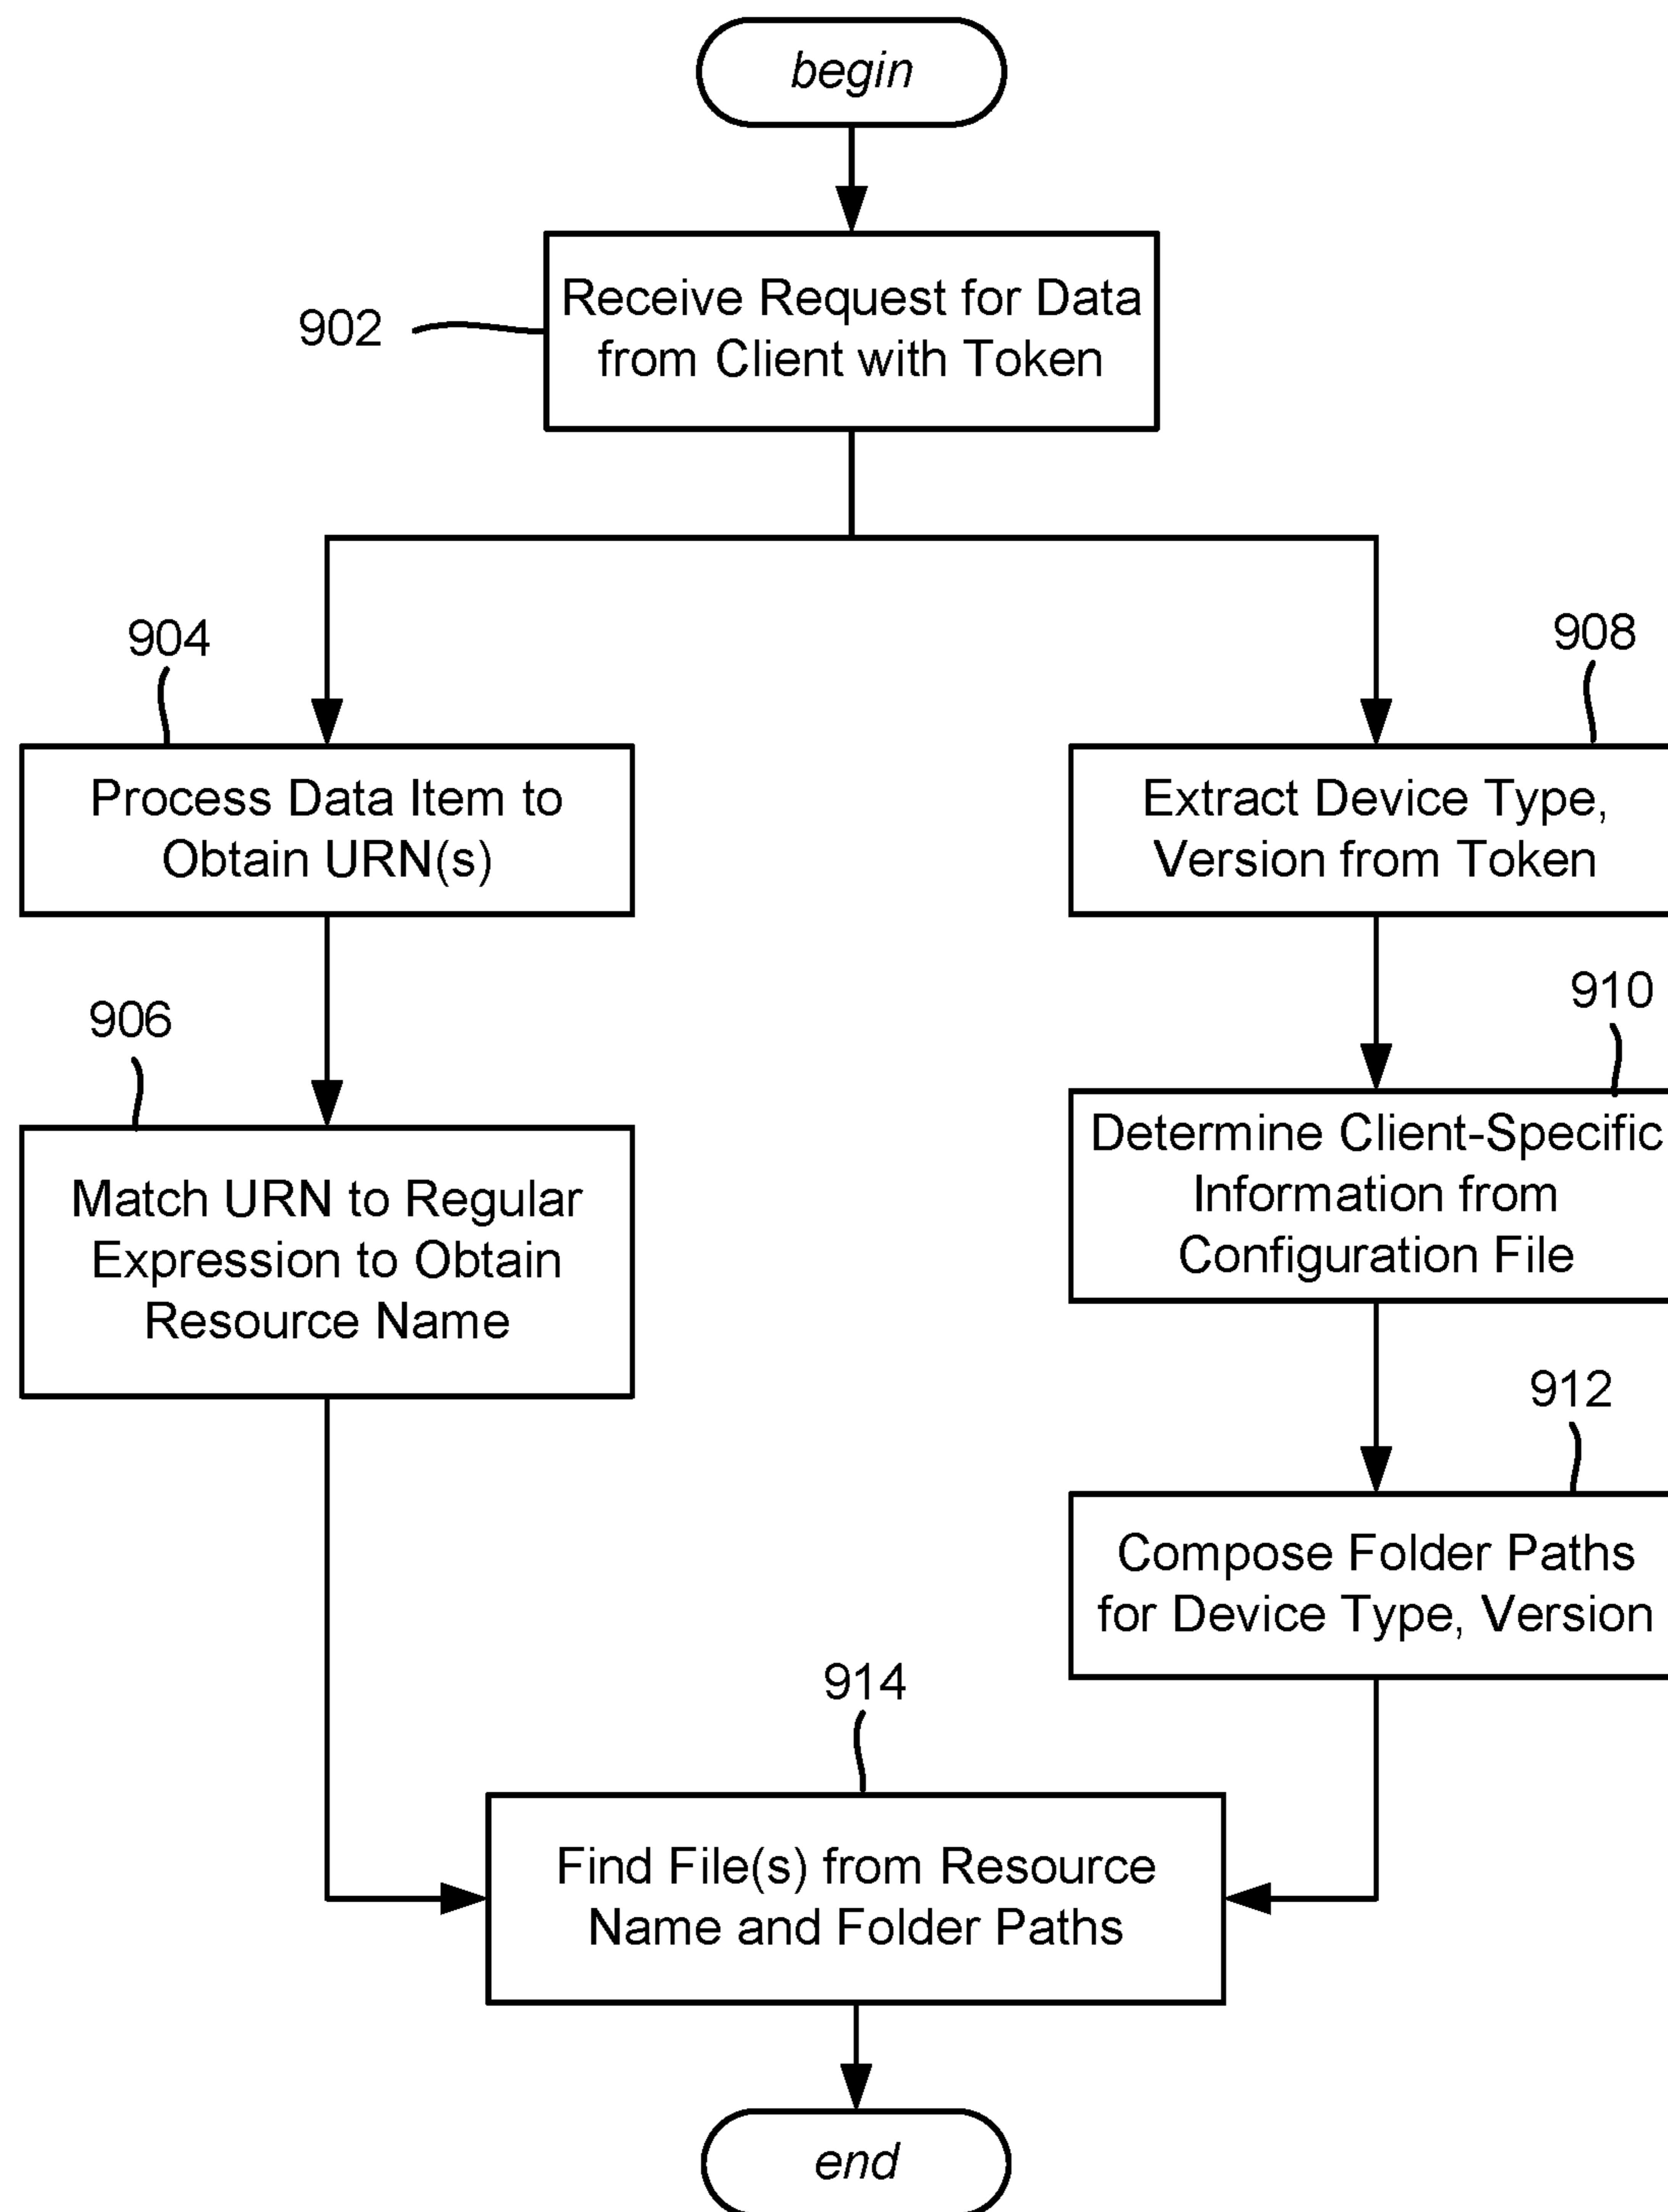 begin
902
Receive Request for Data
from Client with Token
904
Process Data Item to
Obtain URN(s)
906
Match URN to Regular
Expression to Obtain
Resource Name
908
Extract Device Type,
Version from Token
910
Determine Client-Specific
Information from
Configuration File
912
Compose Folder Paths
for Device Type, Version
914
Find File(s) from Resource
Name and Folder Paths
end